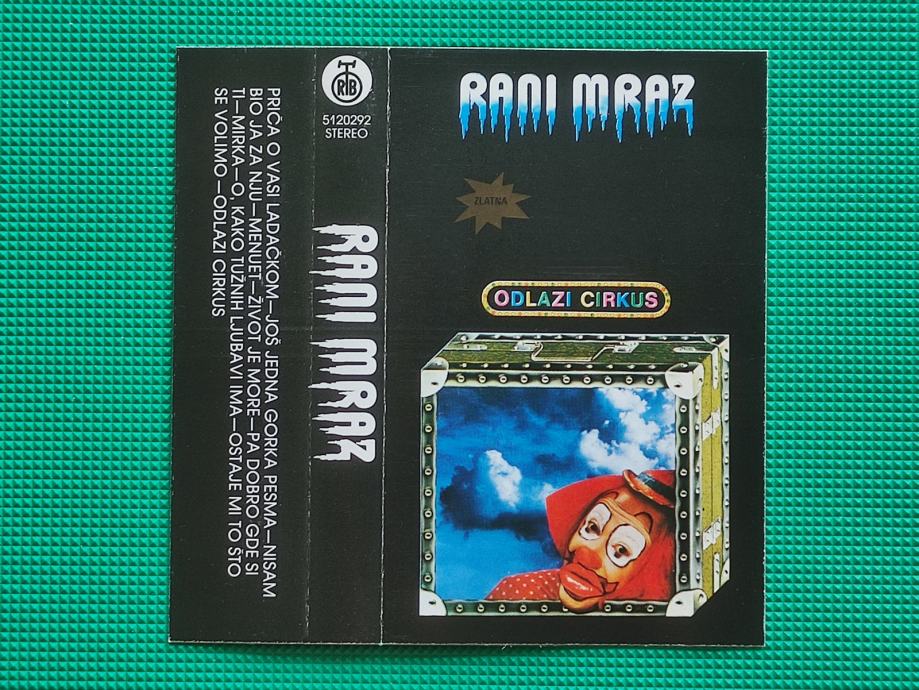 RANI MRAZ
ZLATNA
ODLAZI CIRKUS
RTB
5120292
STEREO
RANI MRAZ
PRIČA O VASI LADAČKOM—JOŠ JEDNA GORKA PESMA—NISAM
BIO JA ZA NJU—MENUET—ŽIVOT JE MORE—PA DOBRO GDE SI
TI—MIRKA—O, KAKO TUŽNIH LJUBAVI IMA—OSTAJE MI TO ŠTO
SE VOLIMO—ODLAZI CIRKUS